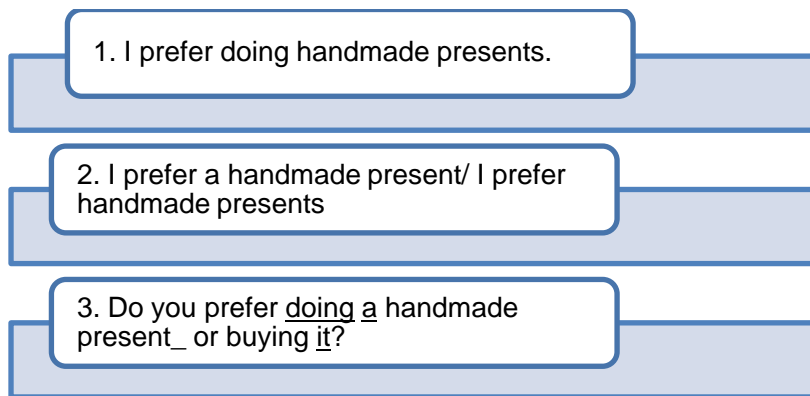 1. I prefer doing handmade presents.
2. I prefer a handmade present/ I prefer
handmade presents
3. Do you prefer doing a handmade
present_ or buying it?